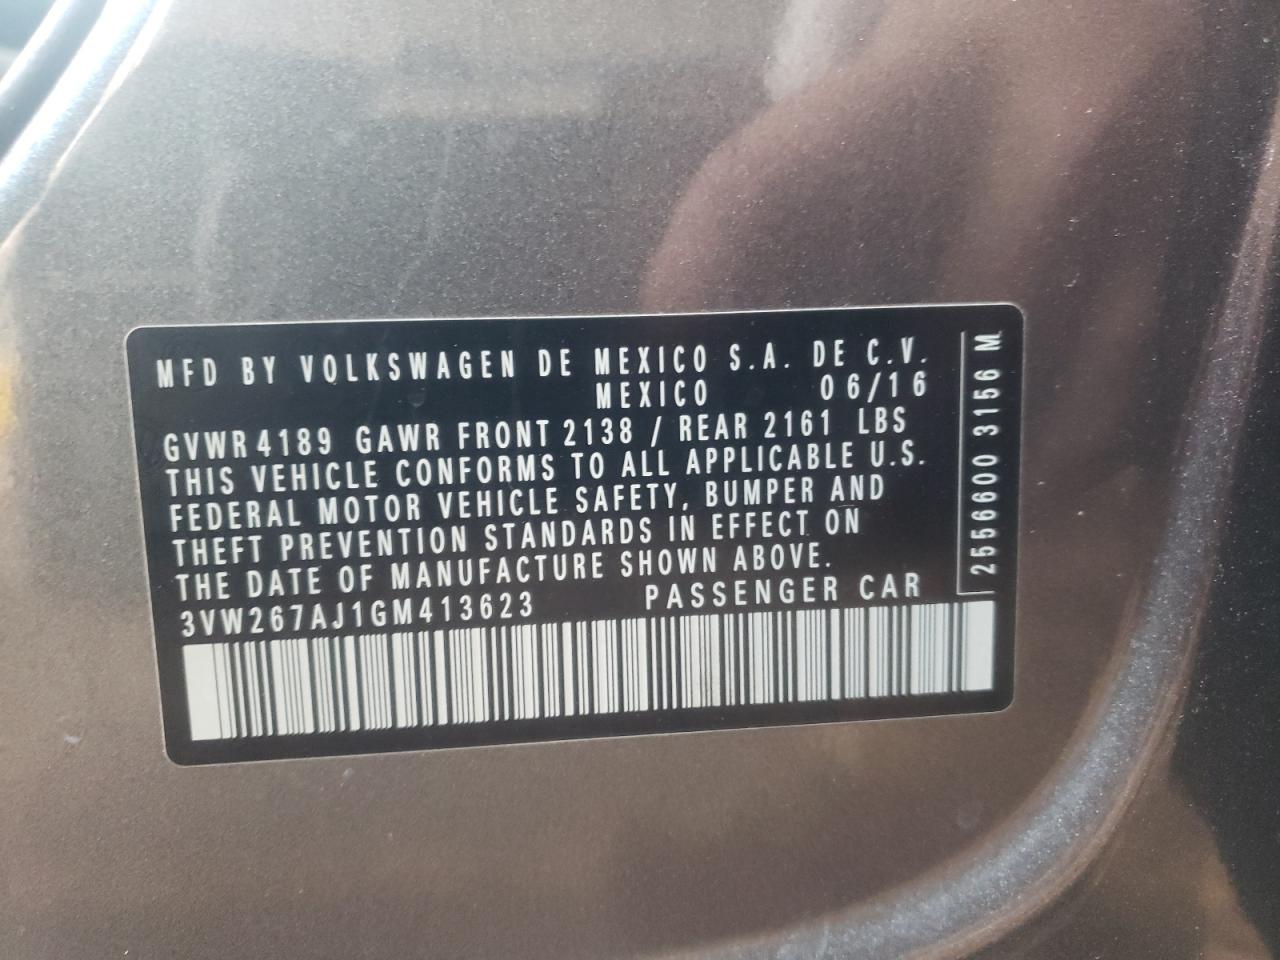 MFD BY VOLKSWAGEN DE MEXICO S.A. DE C.V.
MEXICO 06/16
GVWR 4189 GAWR FRONT 2138 / REAR 2161 LBS
THIS VEHICLE CONFORMS TO ALL APPLICABLE U.S.
FEDERAL MOTOR VEHICLE SAFETY, BUMPER AND
THEFT PREVENTION STANDARDS IN EFFECT ON
THE DATE OF MANUFACTURE SHOWN ABOVE.
3VW267AJ1GM413623 PASSENGER CAR
2556600 3156 M